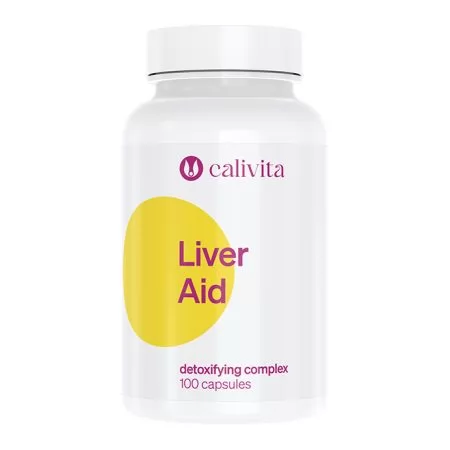 calivita
Liver
Aid
detoxifying complex
100 capsules